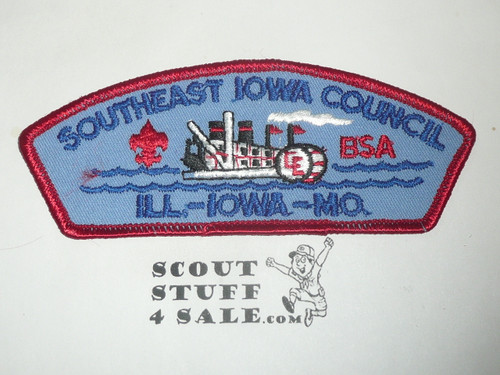 SOUTHEAST IOWA COUNCIL
BSA
E
ILL.-IOWA-MO.
SCOUT
STUFF
4 SALE.COM